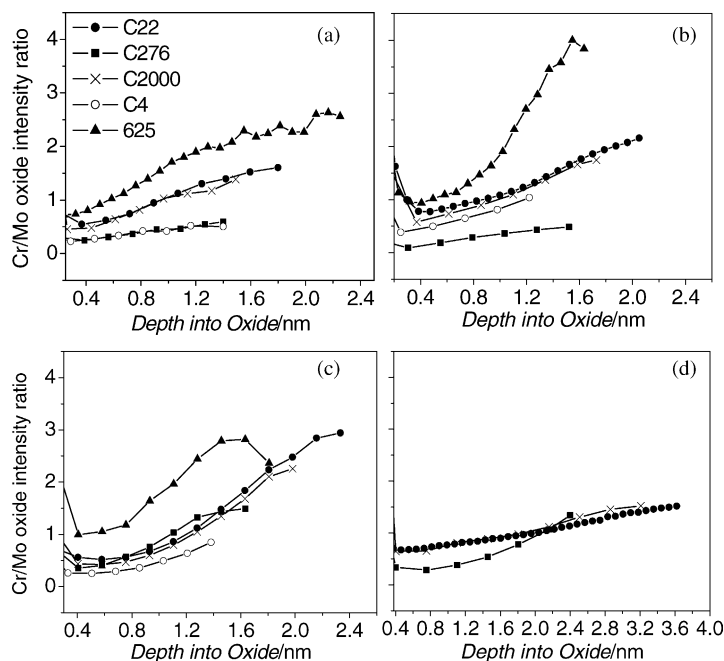 (a)
C22
C276
C2000
C4
625
4
3
2
1
0
Cr/Mo oxide intensity ratio
0.4 0.8 1.2 1.6 2.0 2.4
Depth into Oxide/nm
(b)
0.4 0.8 1.2 1.6 2.0 2.4
Depth into Oxide/nm
(c)
4
3
2
1
0
Cr/Mo oxide intensity ratio
0.4 0.8 1.2 1.6 2.0 2.4
Depth into Oxide/nm
(d)
0.4 0.8 1.2 1.6 2.0 2.4 2.8 3.2 3.6 4.0
Depth into Oxide/nm